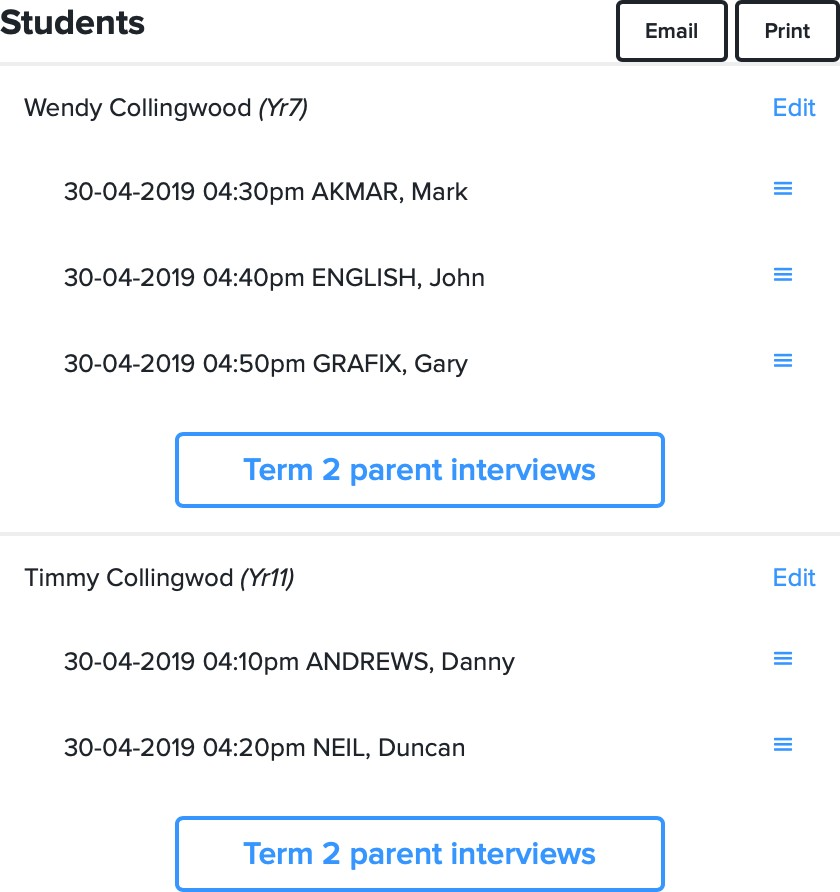 Students
Email
Print
Wendy Collingwood (Yr7)
Edit
30-04-2019 04:30pm AKMAR, Mark
30-04-2019 04:40pm ENGLISH, John
30-04-2019 04:50pm GRAFIX, Gary
Term 2 parent interviews
Timmy Collingwod (Yr11)
Edit
30-04-2019 04:10pm ANDREWS, Danny
30-04-2019 04:20pm NEIL, Duncan
Term 2 parent interviews